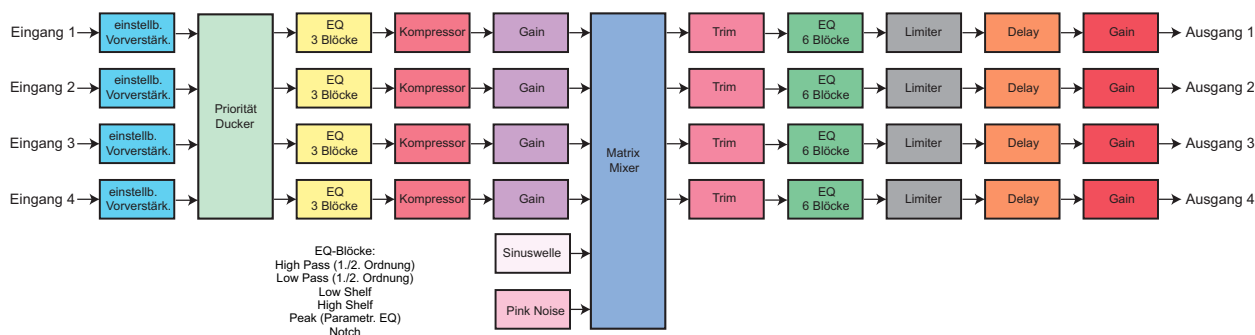 Eingang 1
einstellb.
Vorverstärk.
EQ
3 Blöcke
Kompressor
Gain
Trim
EQ
6 Blöcke
Limiter
Delay
Gain
Ausgang 1
Eingang 2
einstellb.
Vorverstärk.
EQ
3 Blöcke
Kompressor
Gain
Trim
EQ
6 Blöcke
Limiter
Delay
Gain
Ausgang 2
Priorität
Ducker
Eingang 3
einstellb.
Vorverstärk.
EQ
3 Blöcke
Kompressor
Gain
Matrix
Mixer
Trim
EQ
6 Blöcke
Limiter
Delay
Gain
Ausgang 3
Eingang 4
einstellb.
Vorverstärk.
EQ
3 Blöcke
Kompressor
Gain
Trim
EQ
6 Blöcke
Limiter
Delay
Gain
Ausgang 4
Sinuswelle
Pink Noise
EQ-Blöcke:
High Pass (1./2. Ordnung)
Low Pass (1./2. Ordnung)
Low Shelf
High Shelf
Peak (Parametr. EQ)
Notch